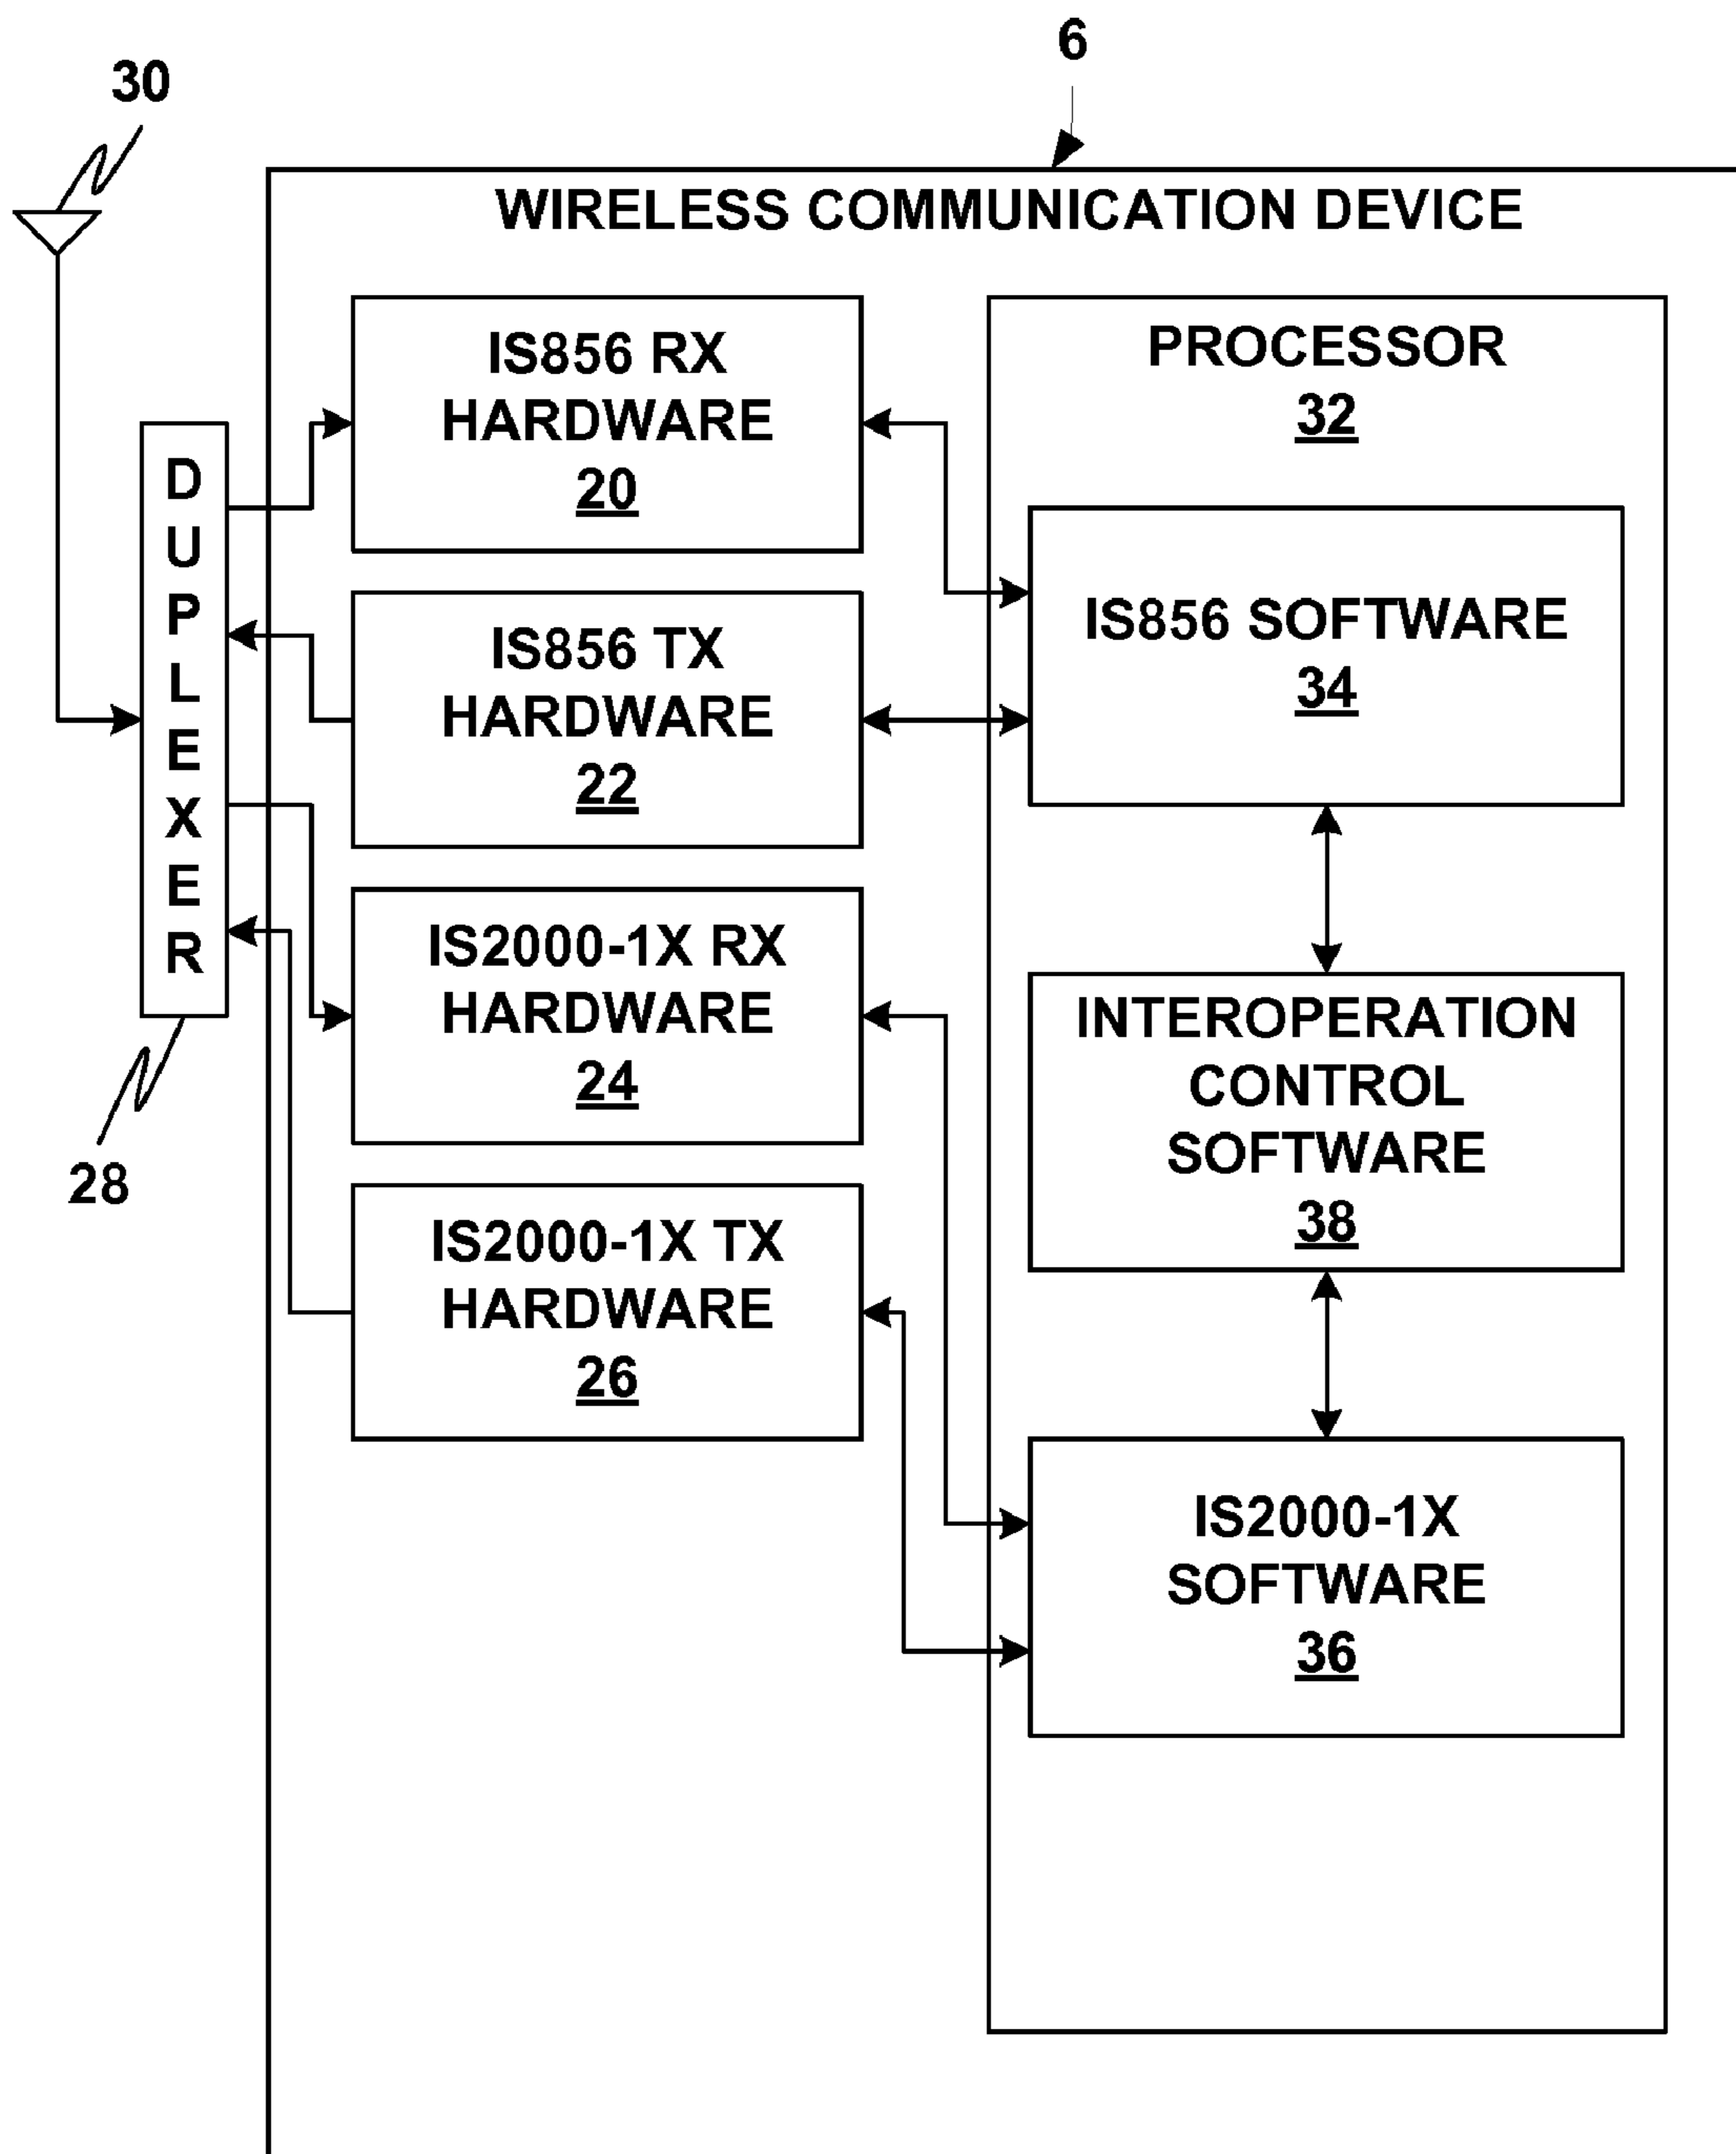 6
30
WIRELESS COMMUNICATION DEVICE
DUPLEXER
28
IS856 RX
HARDWARE
20
IS856 TX
HARDWARE
22
IS2000-1X RX
HARDWARE
24
IS2000-1X TX
HARDWARE
26
PROCESSOR
32
IS856 SOFTWARE
34
INTEROPERATION
CONTROL
SOFTWARE
38
IS2000-1X
SOFTWARE
36